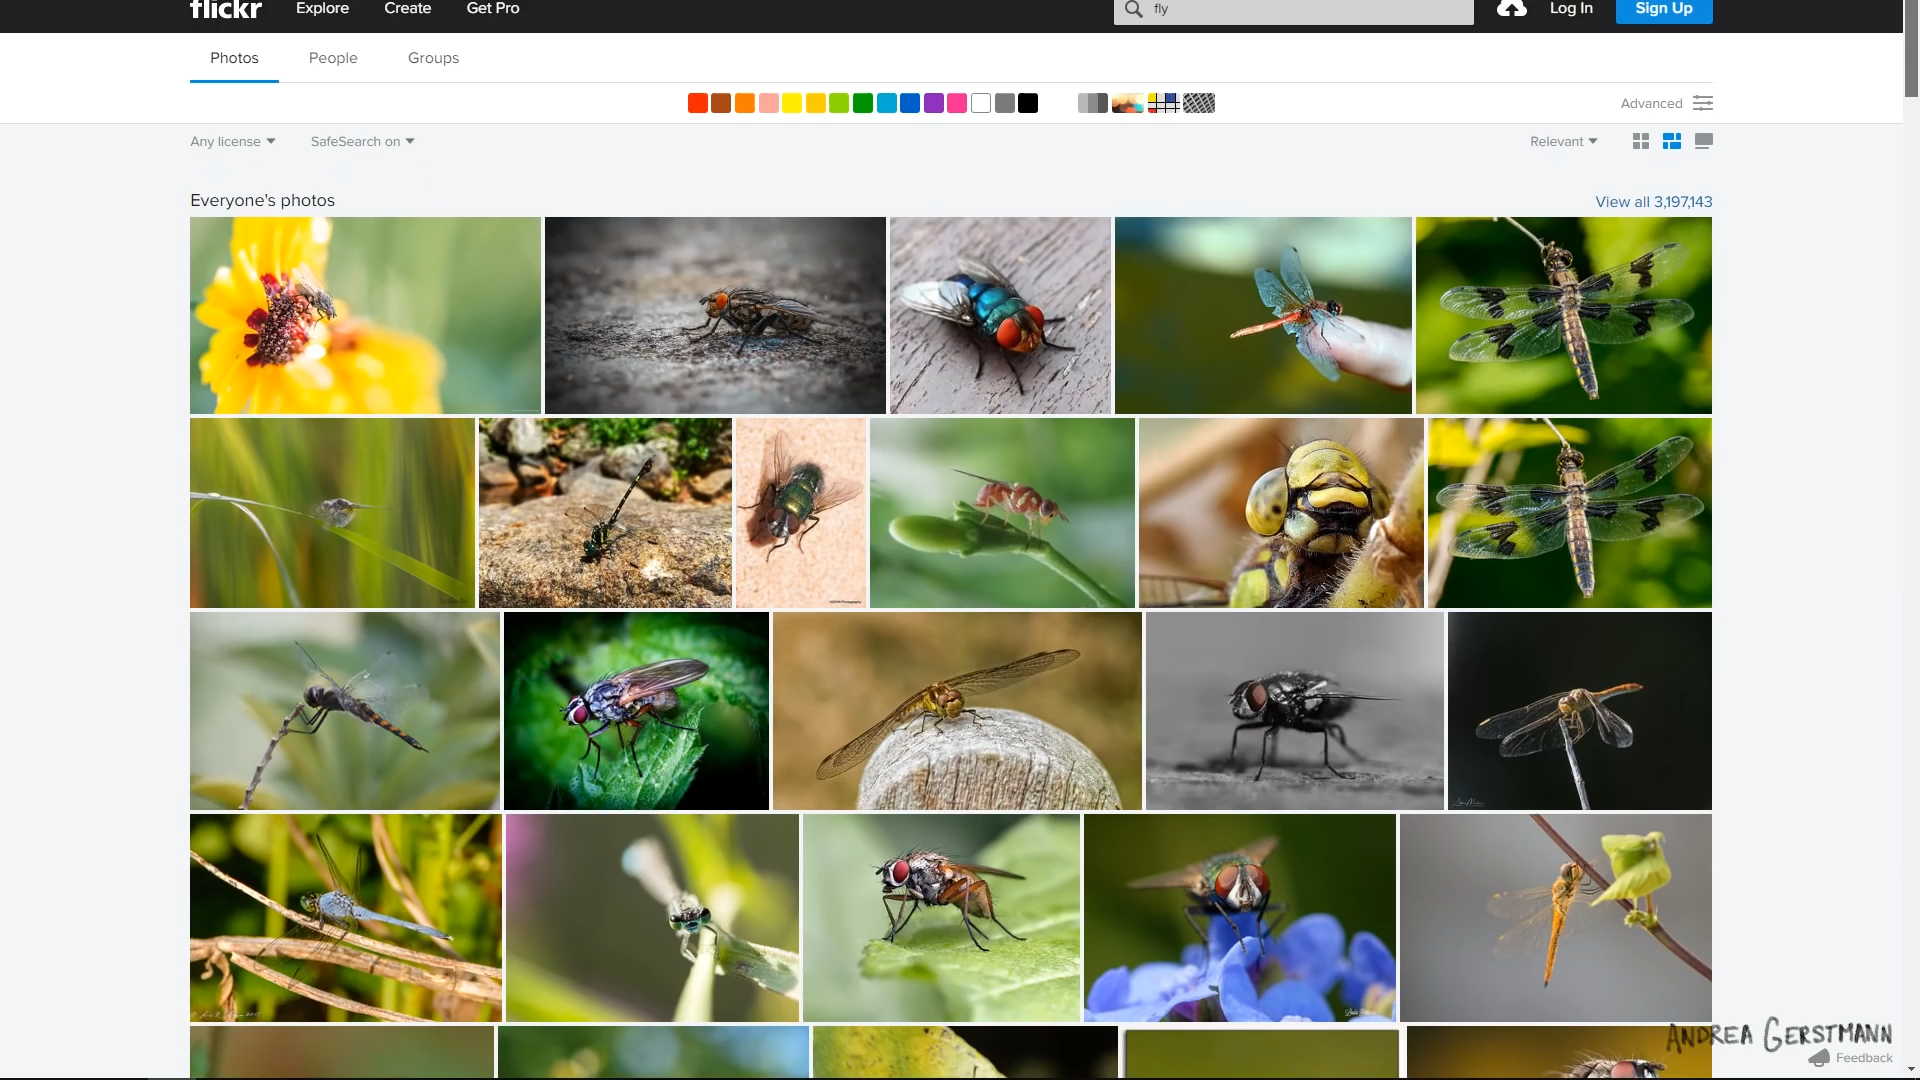 flickr Explore Create Get Pro fly Log In Sign Up
Photos People Groups
Advanced
Any license SafeSearch on Relevant
Everyone's photos View all 3,197,143
ANDREA GERSTMANN
Feedback